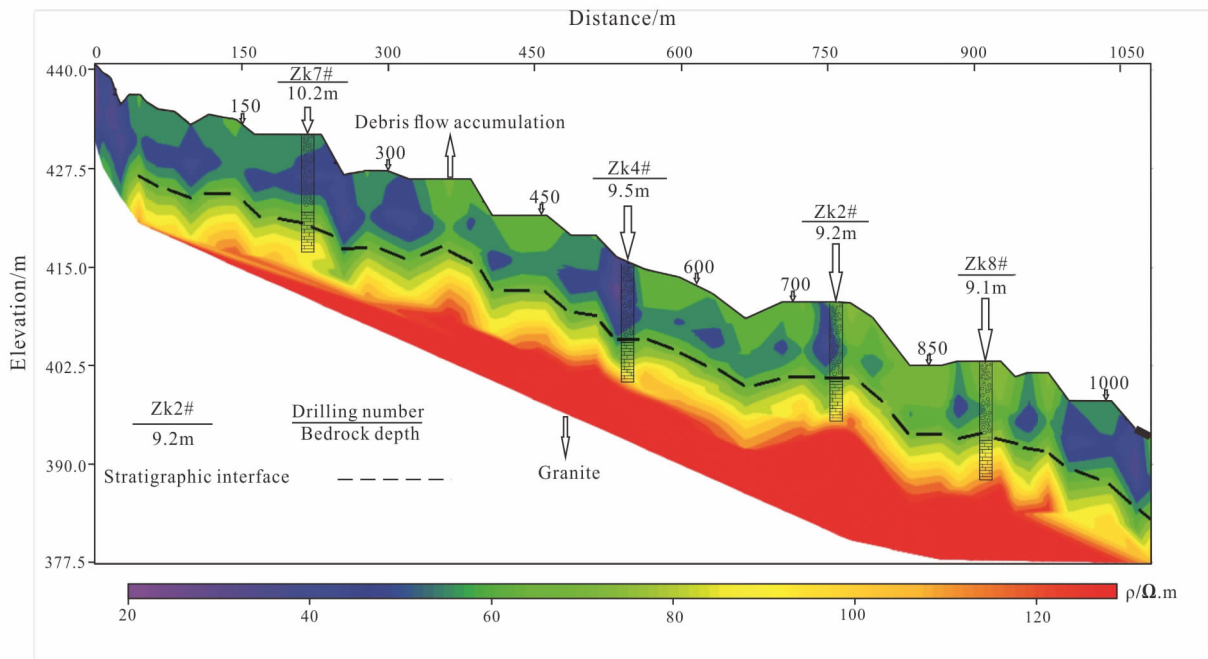 Distance/m
0 150 300 450 600 750 900 1050
440.0
427.5
415.0
402.5
390.0
377.5
Elevation/m
Zk7#
10.2m
150
Debris flow accumulation
300
Zk4#
9.5m
450
Zk2#
9.2m
600
Zk8#
9.1m
700
850
1000
Zk2#
9.2m
Drilling number
Bedrock depth
Stratigraphic interface
Granite
ρ/Ω.m
20 40 60 80 100 120